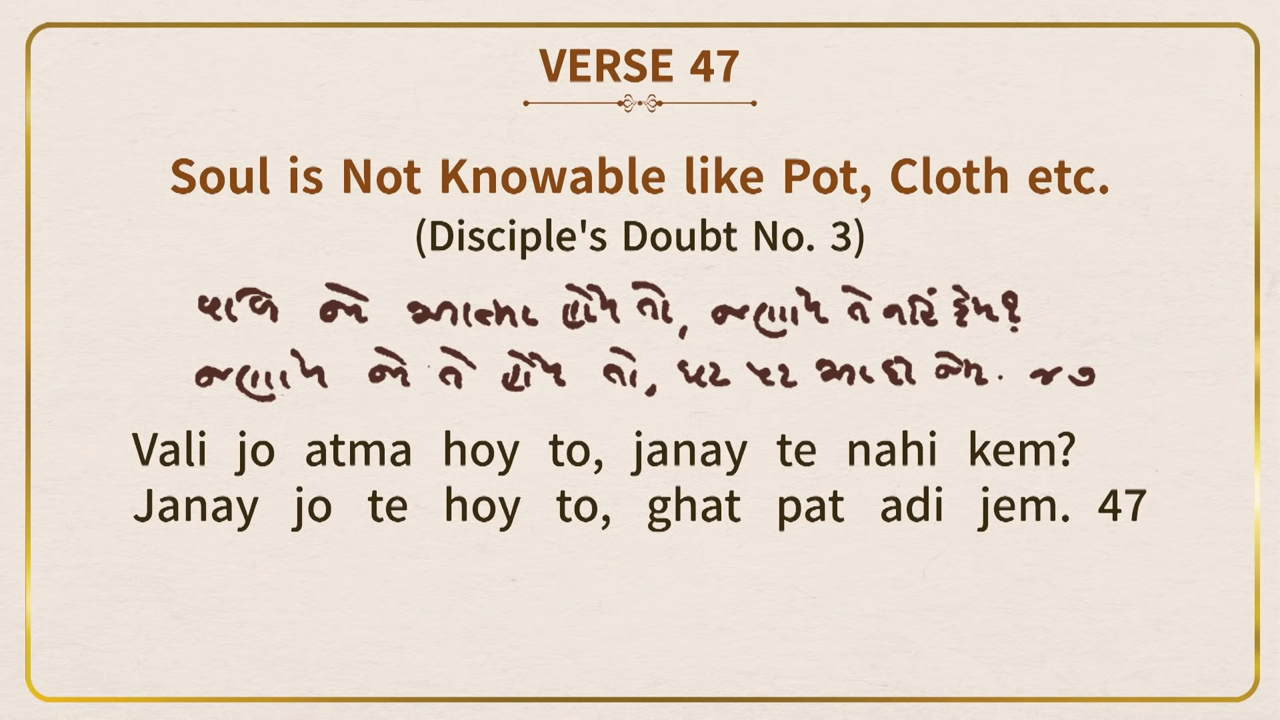 VERSE 47
Soul is Not Knowable like Pot, Cloth etc.
(Disciple's Doubt No. 3)
વળિ જો આત્મા હોય તો, જણાયે તે નહિં કેમ?
જણાય જો તે હોય તો, ઘટ પટ આદી જેમ. ૪૭
Vali jo atma hoy to, janay te nahi kem?
Janay jo te hoy to, ghat pat adi jem. 47